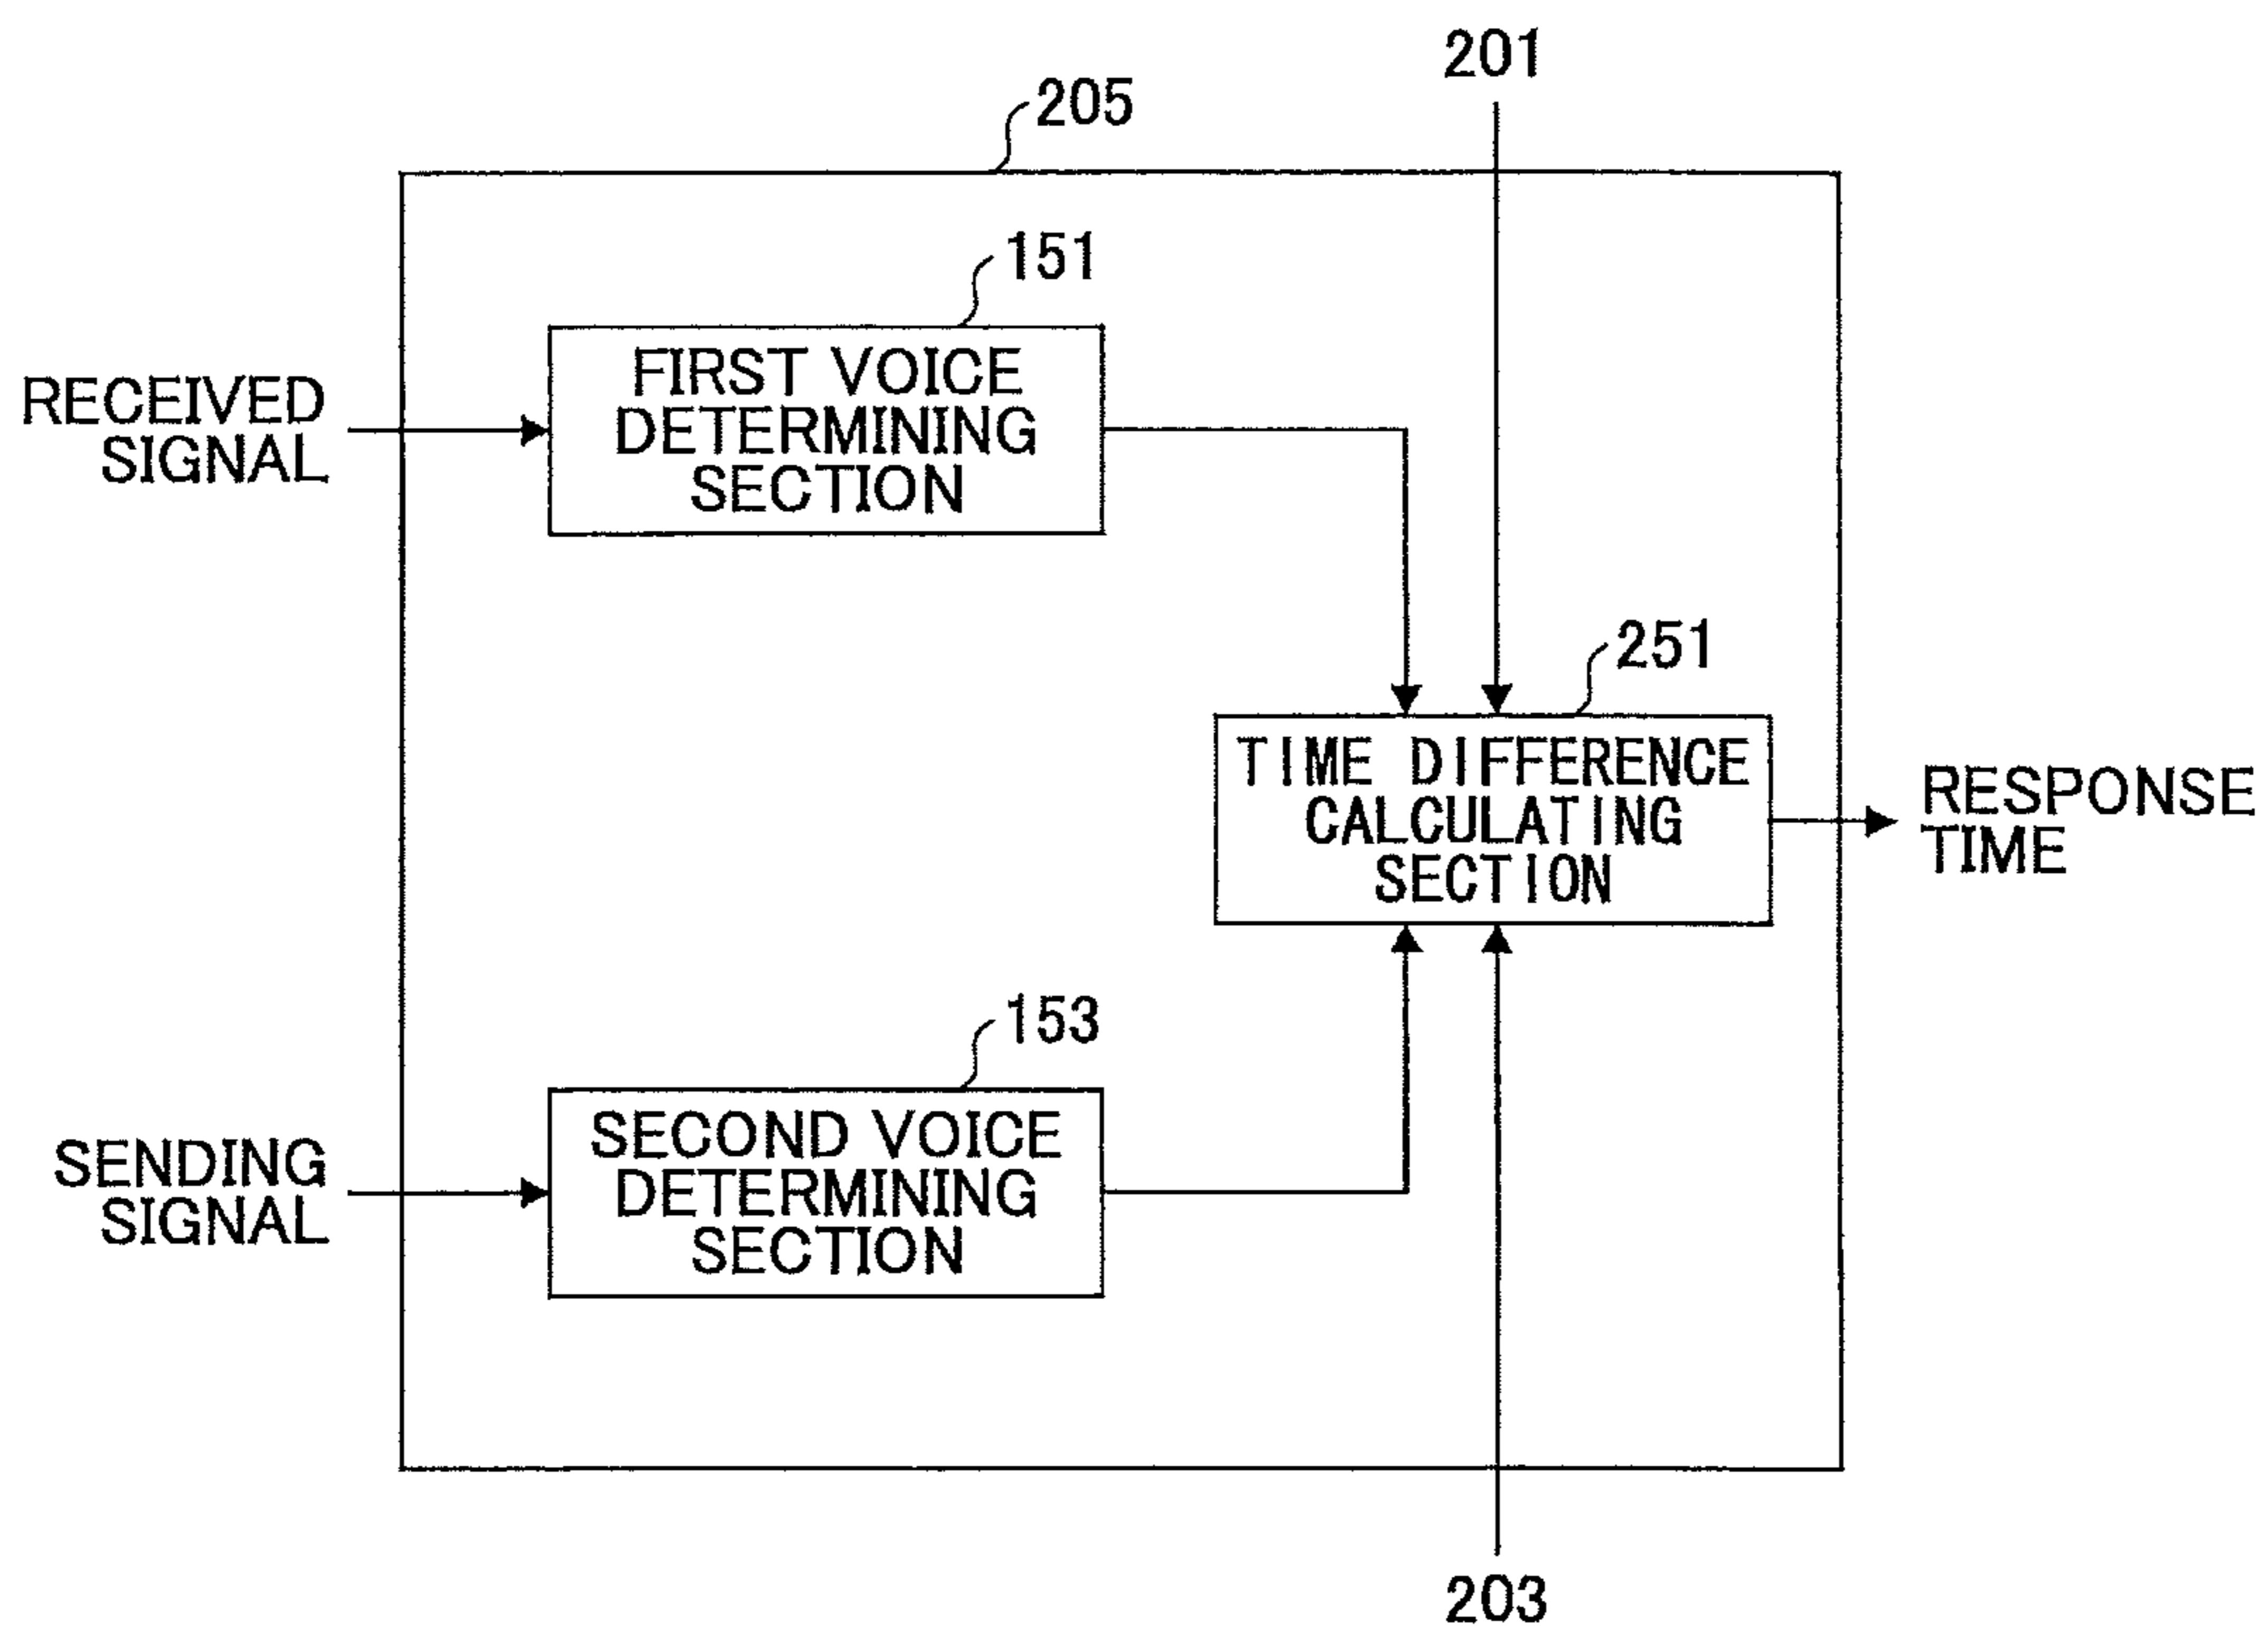 201
205
151
RECEIVED
SIGNAL
FIRST VOICE
DETERMINING
SECTION
251
TIME DIFFERENCE
CALCULATING
SECTION
RESPONSE
TIME
153
SENDING
SIGNAL
SECOND VOICE
DETERMINING
SECTION
203